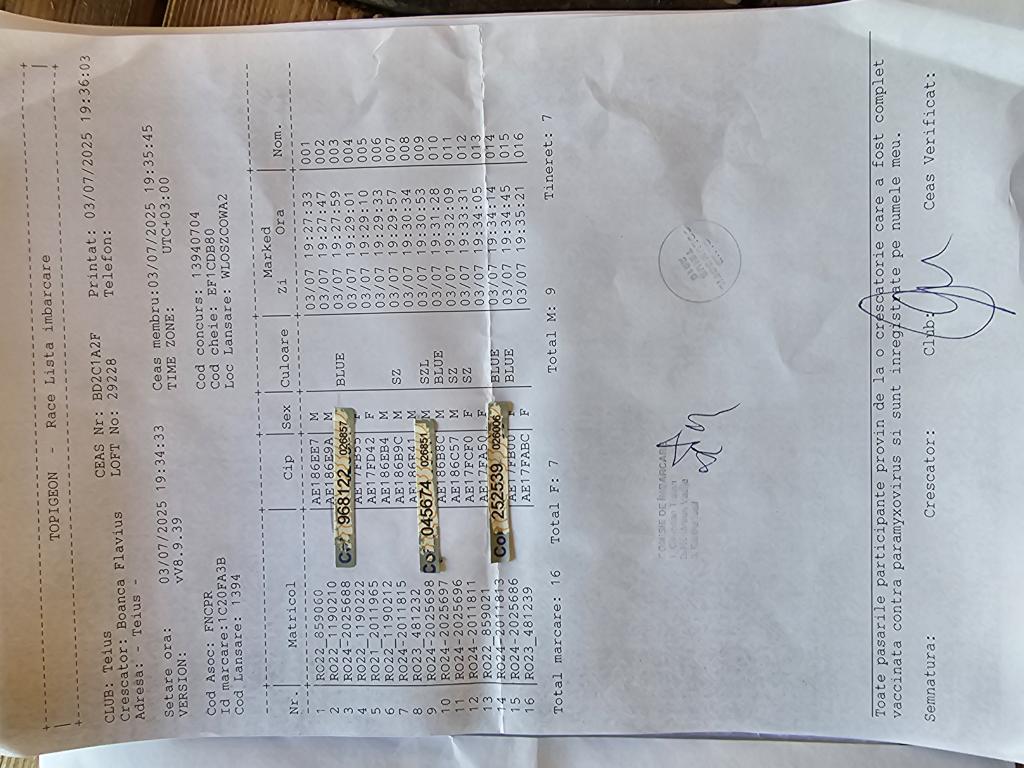 TOPIGEON - Race Lista imbarcare
CLUB: Teius CEAS Nr: BD2C1A2F Printat: 03/07/2025 19:36:03
Crescator: Boanca Flavius LOFT No: 29228 Telefon:
Adresa: - Teius -
Setare ora: 03/07/2025 19:34:33 Ceas membru:03/07/2025 19:35:45
VERSION: vV8.9.39 TIME ZONE: UTC+03:00
Cod Asoc: FNCPR Cod concurs: 13940704
Id marcare:1C20FA3B Cod cheie: EF1CDB80
Cod Lansare: 1394 Loc Lansare: WLOSZCOWA2
Marked
Nr. Matricol Cip Sex Culoare Zi Ora Nom.
1 RO22-859060 AE186EE7 M 03/07 19:27:33 001
2 RO22-1190210 AE186E9A M 03/07 19:27:47 002
3 RO24-2025688 BLUE 03/07 19:27:59 003
4 RO22-1190222 03/07 19:29:01 004
5 RO21-2011965 AE17FD42 F 03/07 19:29:10 005
6 RO22-1190212 AE186EB4 M 03/07 19:29:33 006
7 RO24-2011815 AE186B9C M SZ 03/07 19:29:57 007
8 RO23-481232 M 03/07 19:30:34 008
9 RO24-2025698 M SZL 03/07 19:30:53 009
10 RO24-2025697 AE186B8C M BLUE 03/07 19:31:28 010
11 RO24-2025696 AE186C57 M SZ 03/07 19:32:08 011
12 RO24-2011811 AE17FCF0 F SZ 03/07 19:33:21 012
13 RO22-859021 AE17FA50 F 03/07 19:33:31 013
14 RO24-2011813 BLUE 03/07 19:34:14 014
15 RO24-2025686 F BLUE 03/07 19:34:45 015
16 RO23-481239 AE17FABC F 03/07 19:35:21 016
968122 026857
Col 045674 026851
Col 252539 026006
Total marcare: 16 Total F: 7 Total M: 9 Tineret: 7
COMISIE DE IMBARCARE
Toate pasarile participante provin de la o crescatorie care a fost complet
vaccinata contra paramyxovirus si sunt inregistrate pe numele meu.
Semnatura: Crescator: Club: Ceas Verificat: